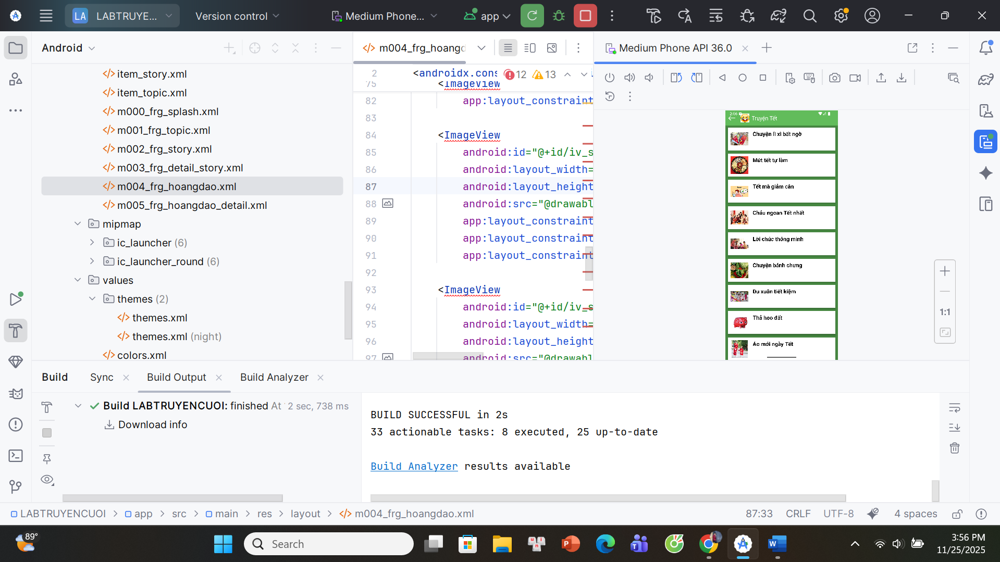 LA LABTRUYE... Version control Medium Phone... app
Android
item_story.xml
item_topic.xml
m000_frg_splash.xml
m001_frg_topic.xml
m002_frg_story.xml
m003_frg_detail_story.xml
m004_frg_hoangdao.xml
m005_frg_hoangdao_detail.xml
mipmap
ic_launcher (6)
ic_launcher_round (6)
values
themes (2)
themes.xml
themes.xml (night)
colors.xml
m004_frg_hoangd
2 <androidx.cons 12 13
75 <ImageView
82 app:layout_constraint
83
84 <ImageView
85 android:id="@+id/iv_s
86 android:layout_width=
87 android:layout_height
88 android:src="@drawabl
89 app:layout_constraint
90 app:layout_constraint
91 app:layout_constraint
92
93 <ImageView
94 android:id="@+id/iv_s
95 android:layout_width=
96 android:layout_height
97 android:src="@drawabl
Medium Phone API 36.0
3:56
Truyện Tết
Chuyện lì xì bất ngờ
Mứt tết tự làm
Tết mà giảm cân
Cháu ngoan Tết nhất
Lời chúc thông minh
Chuyện bánh chưng
Du xuân tiết kiệm
Thả heo đất
Áo mới ngày Tết
1:1
Build Sync Build Output Build Analyzer
Build LABTRUYENCUOI: finished At 2 sec, 738 ms
Download info
BUILD SUCCESSFUL in 2s
33 actionable tasks: 8 executed, 25 up-to-date
Build Analyzer results available
LABTRUYENCUOI > app > src > main > res > layout > m004_frg_hoangdao.xml 87:33 CRLF UTF-8 4 spaces
89°
Search
3:56 PM
11/25/2025